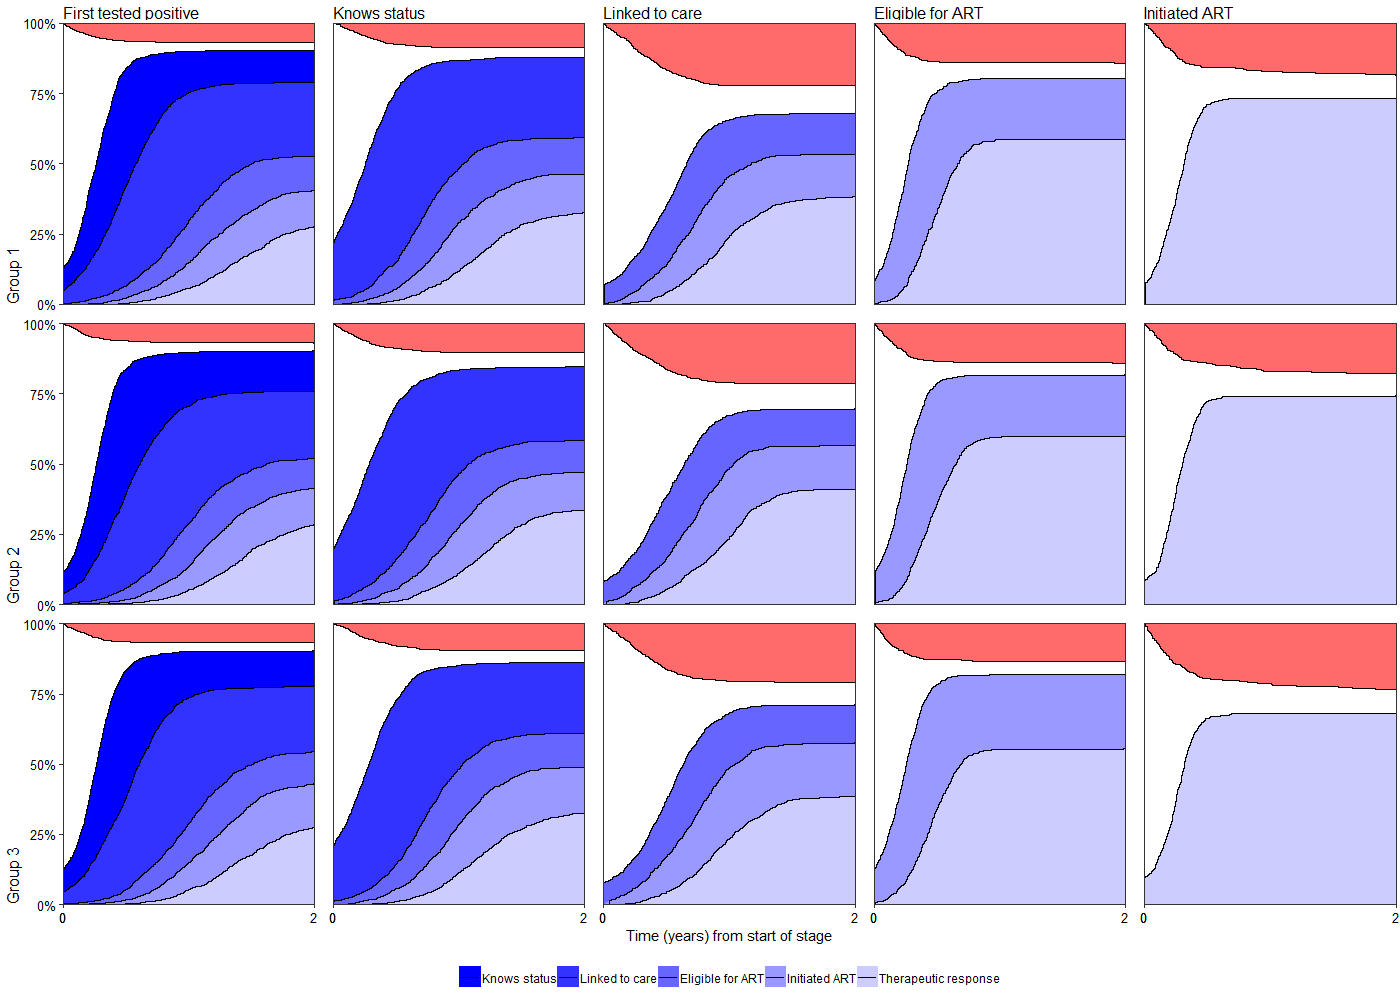 First tested positive
Knows status
Linked to care
Eligible for ART
Initiated ART
100%
75%
50%
25%
0%
Group 1
100%
75%
50%
25%
0%
Group 2
100%
75%
50%
25%
0%
Group 3
0 2 0 2 0 2 0 2 0 2
Time (years) from start of stage
Knows status Linked to care Eligible for ART Initiated ART Therapeutic response